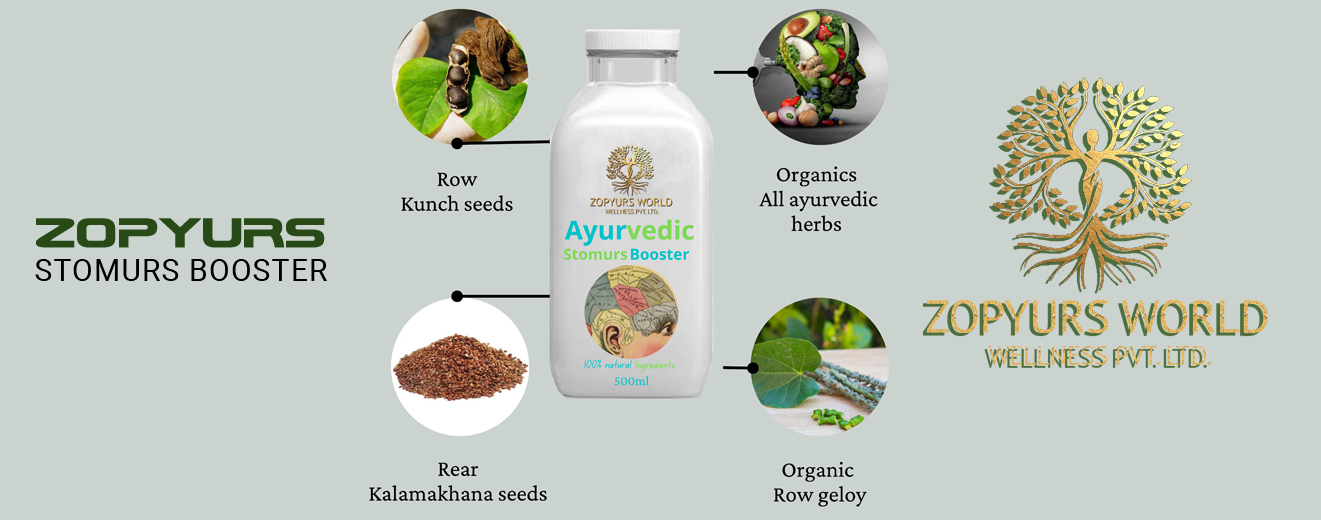 ZOPYURS
STOMURS BOOSTER
Row
Kunch seeds
Rear
Kalamakhana seeds
ZOPYURS WORLD
WELLNESS PVT. LTD.
Ayurvedic
Stomurs Booster
100% natural Ingrediente
500ml
Organics
All ayurvedic
herbs
Organic
Row geloy
ZOPYURS WORLD
WELLNESS PVT. LTD.